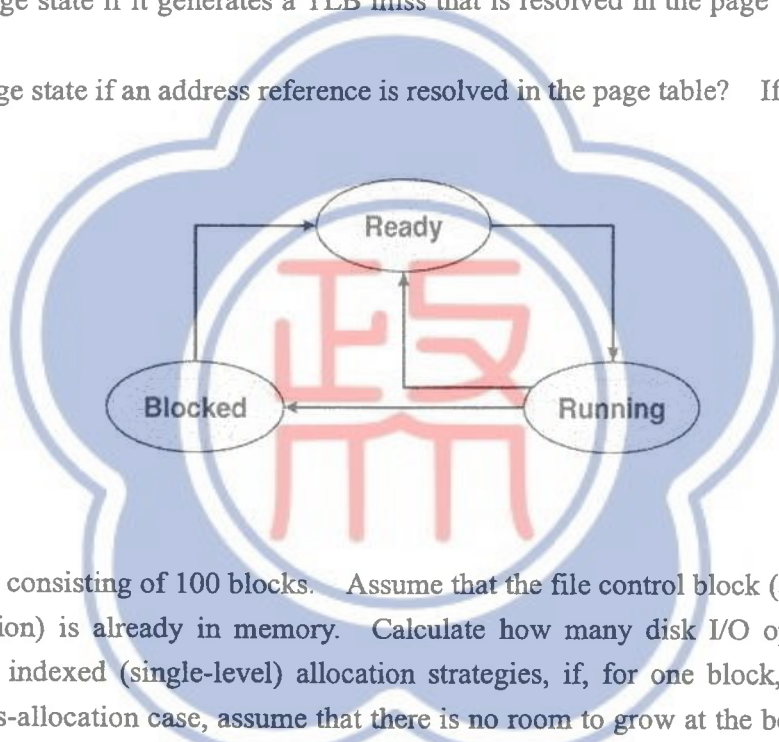 ge state if it generates a TLB miss that is resolved in the page
ge state if an address reference is resolved in the page table? If
Ready
Blocked
Running
政大
consisting of 100 blocks. Assume that the file control block (
ion) is already in memory. Calculate how many disk I/O o
indexed (single-level) allocation strategies, if, for one block,
s-allocation case, assume that there is no room to grow at the be